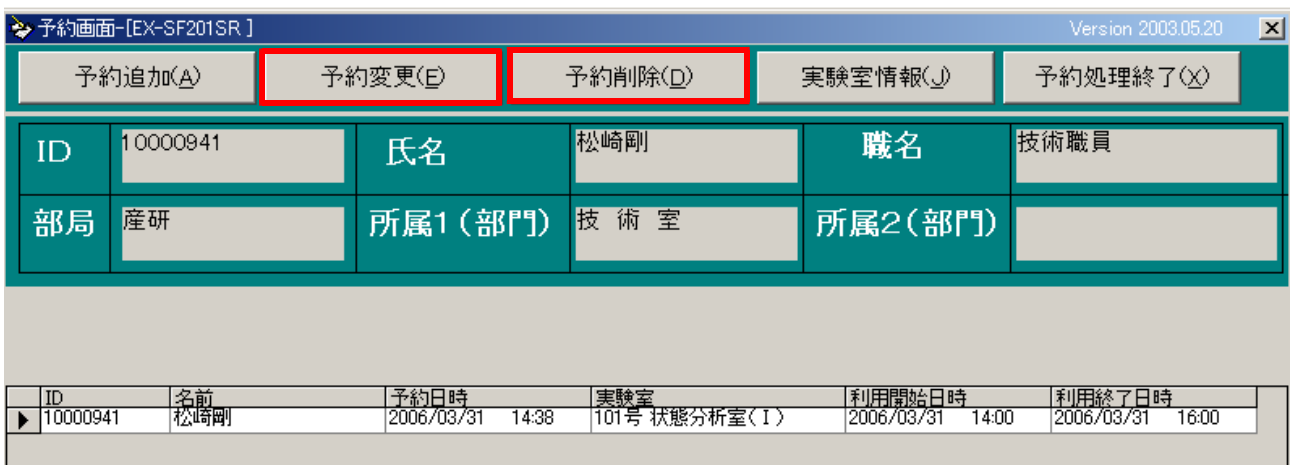 予約画面-[EX-SF201SR ] Version 2003.05.20
予約追加(A) 予約変更(E) 予約削除(D) 実験室情報(J) 予約処理終了(X)
ID 10000941 氏名 松崎剛 職名 技術職員
部局 産研 所属1(部門) 技 術 室 所属2(部門)
ID 名前 予約日時 実験室 利用開始日時 利用終了日時
10000941 松崎剛 2006/03/31 14:38 101号 状態分析室(I) 2006/03/31 14:00 2006/03/31 16:00